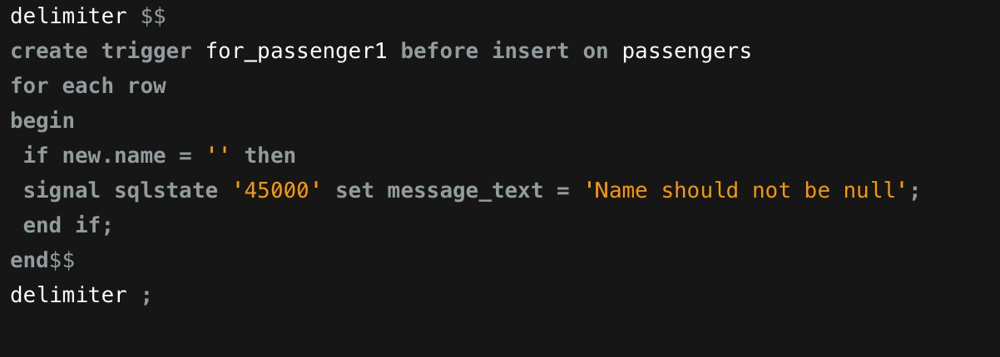 delimiter $$
create trigger for_passenger1 before insert on passengers
for each row
begin
 if new.name = '' then
 signal sqlstate '45000' set message_text = 'Name should not be null';
 end if;
end$$
delimiter ;